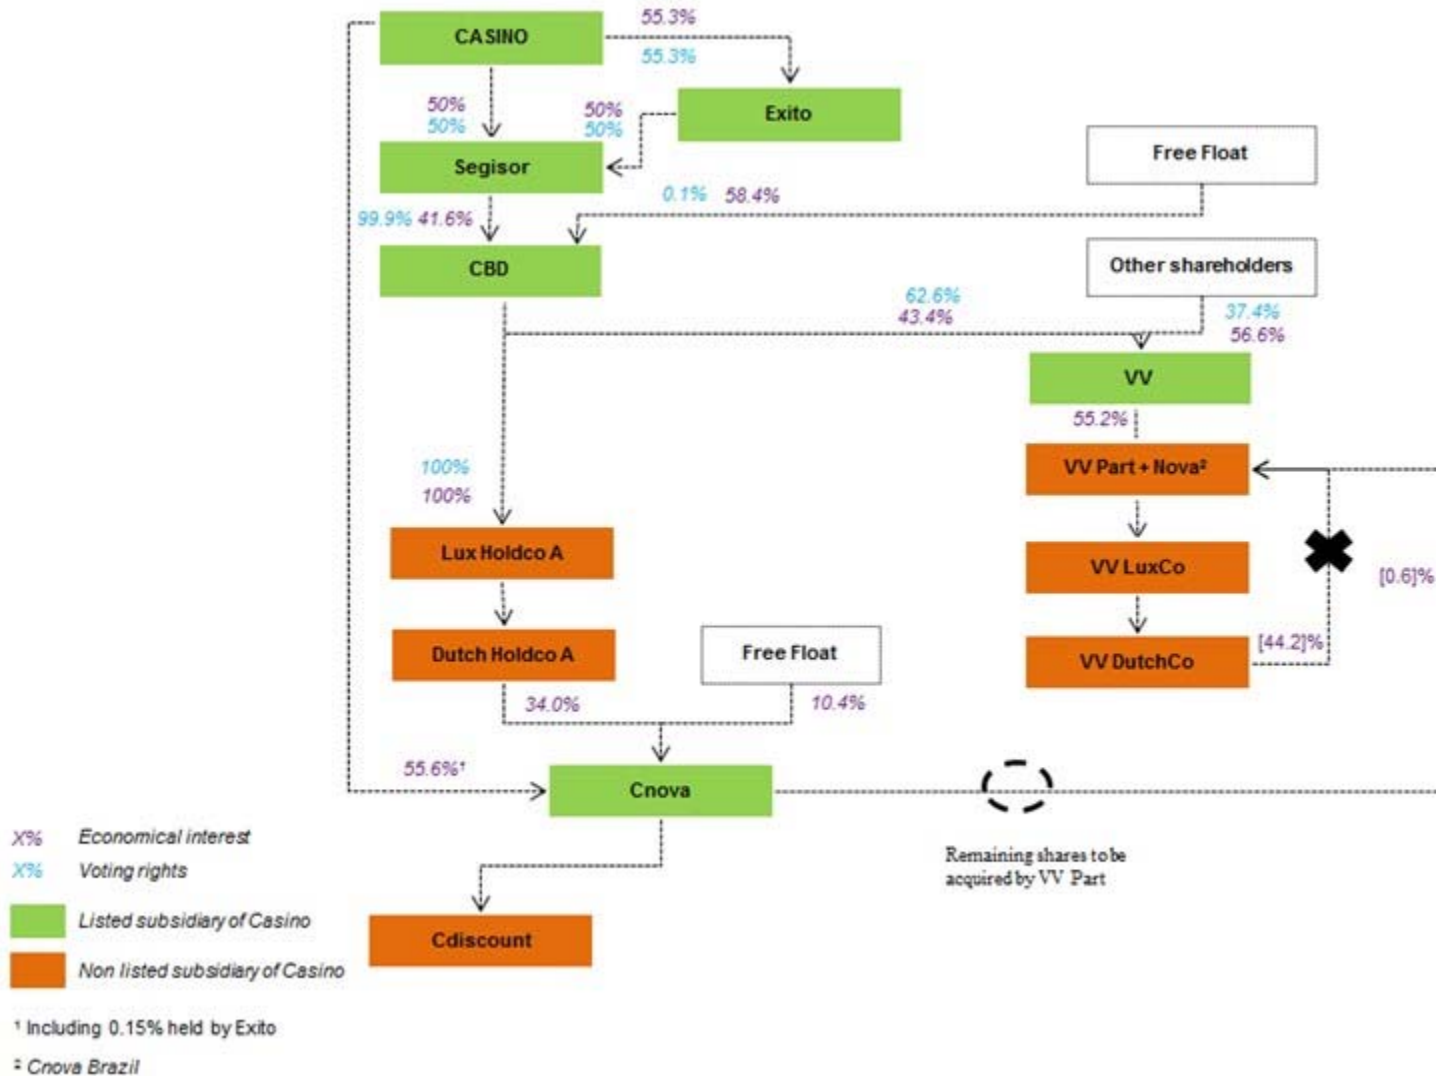 55.3%
CASINO
55.3%
50%
50%
50%
50%
Exito
Free Float
Segisor
0.1% 58.4%
99.9% 41.6%
CBD
Other shareholders
62.6%
43.4%
37.4%
56.6%
VV
55.2%
100%
100%
VV Part + Nova²
Lux Holdco A
VV LuxCo
[0.6]%
Dutch Holdco A
Free Float
[44.2]%
VV DutchCo
34.0%
10.4%
55.6%¹
Cnova
X% Economical interest
X% Voting rights
Remaining shares to be
acquired by VV Part
Listed subsidiary of Casino
Cdiscount
Non listed subsidiary of Casino
¹ Including 0.15% held by Exito
² Cnova Brazil